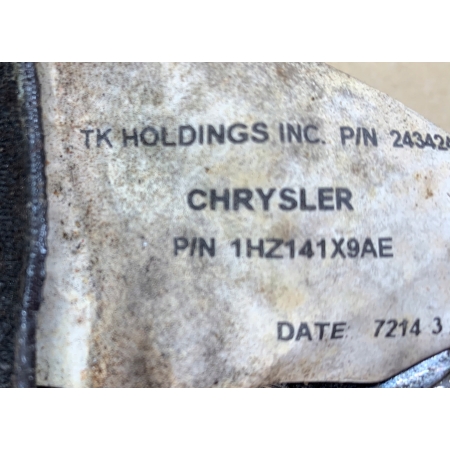 TK HOLDINGS INC. P/N 24342
CHRYSLER
P/N 1HZ141X9AE
DATE 7214 3